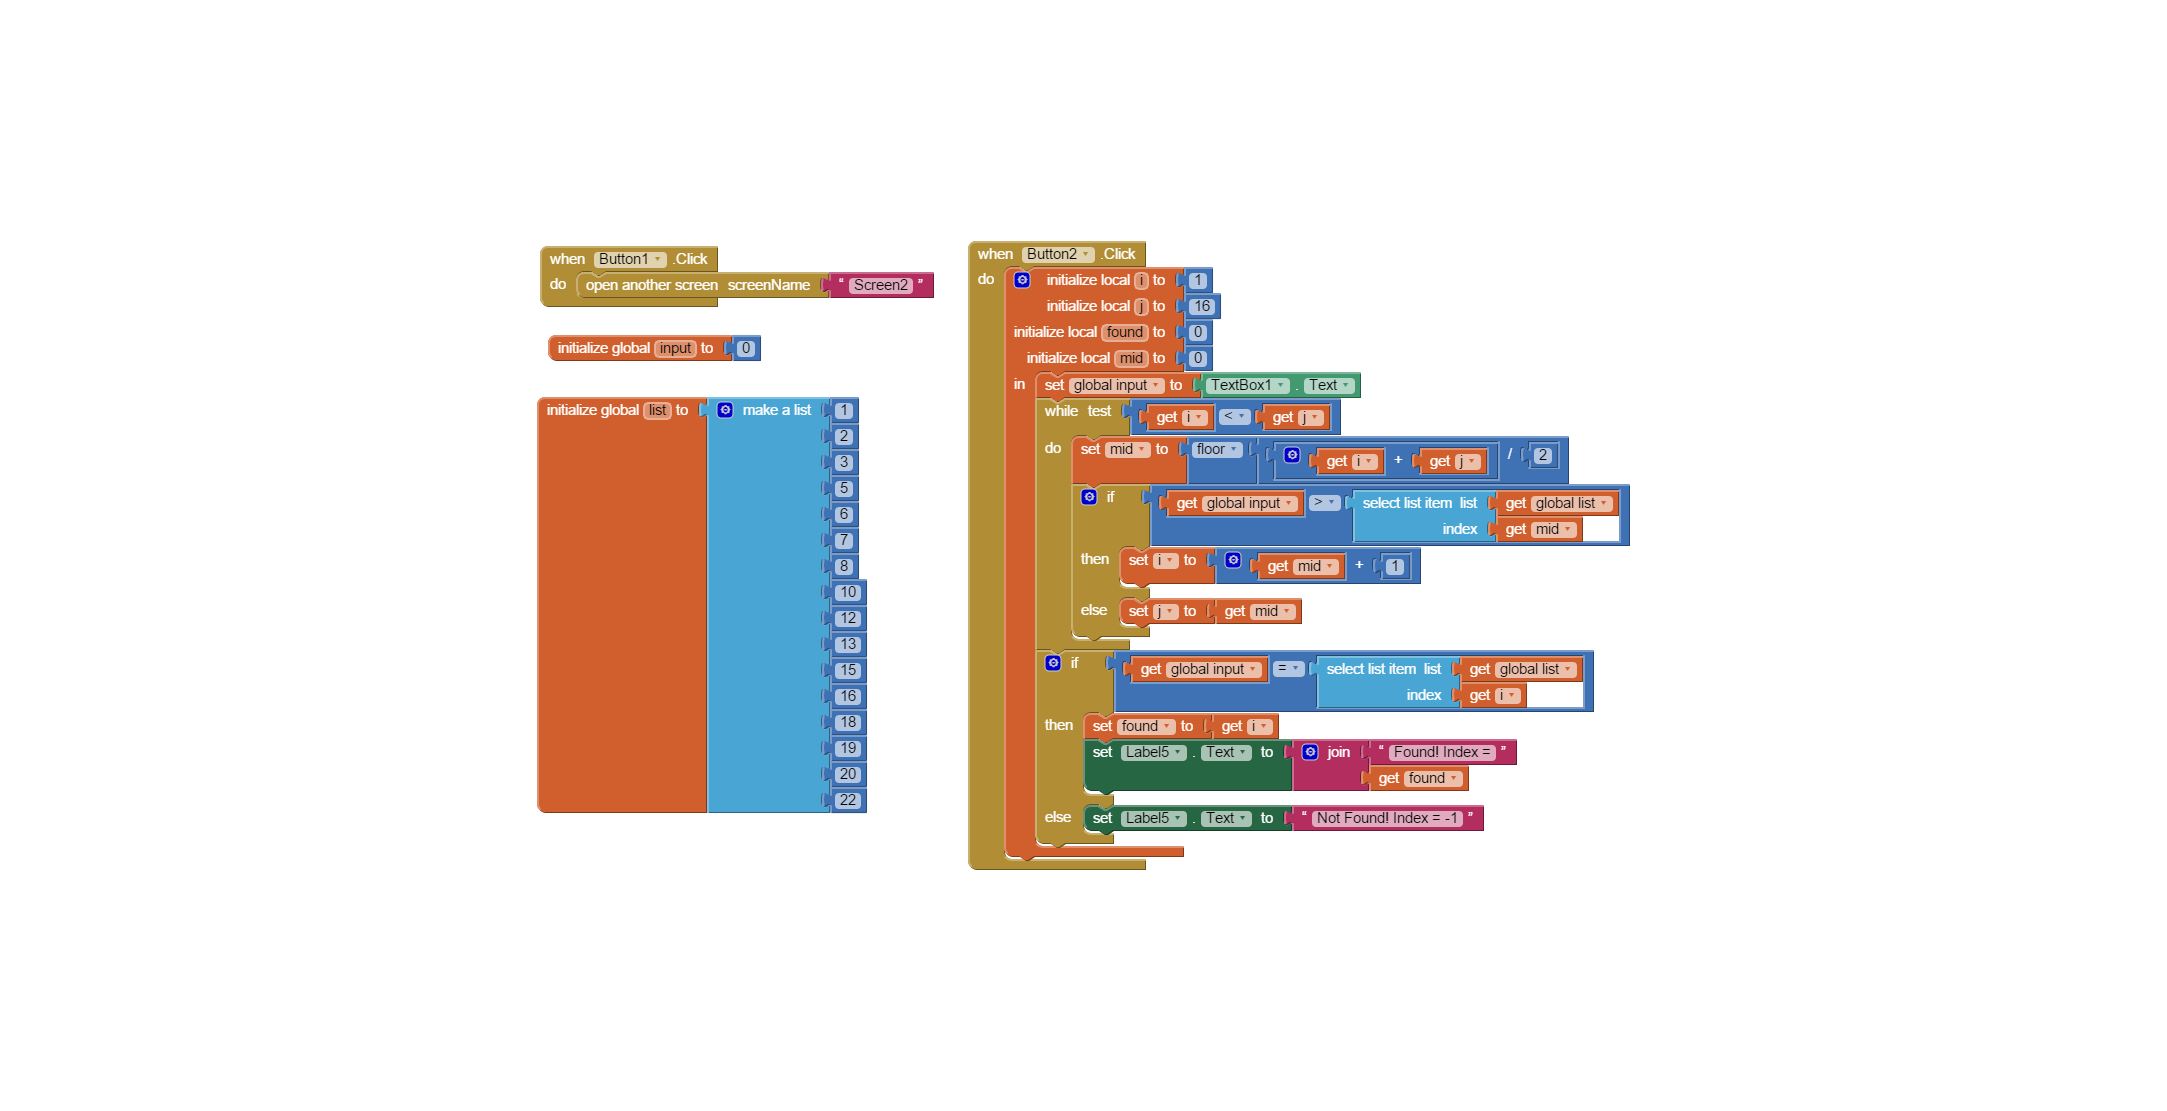 when Button1 .Click
do open another screen screenName " Screen2 "
initialize global input to 0
initialize global list to make a list 1
2
3
5
6
7
8
10
12
13
15
16
18
19
20
22
when Button2 .Click
do initialize local i to 1
initialize local j to 16
initialize local found to 0
initialize local mid to 0
in set global input to TextBox1 . Text
while test get i < get j
do set mid to floor get i + get j / 2
if get global input > select list item list get global list
index get mid
then set i to get mid + 1
else set j to get mid
if get global input = select list item list get global list
index get i
then set found to get i
set Label5 . Text to join " Found! Index = "
get found
else set Label5 . Text to " Not Found! Index = -1 "